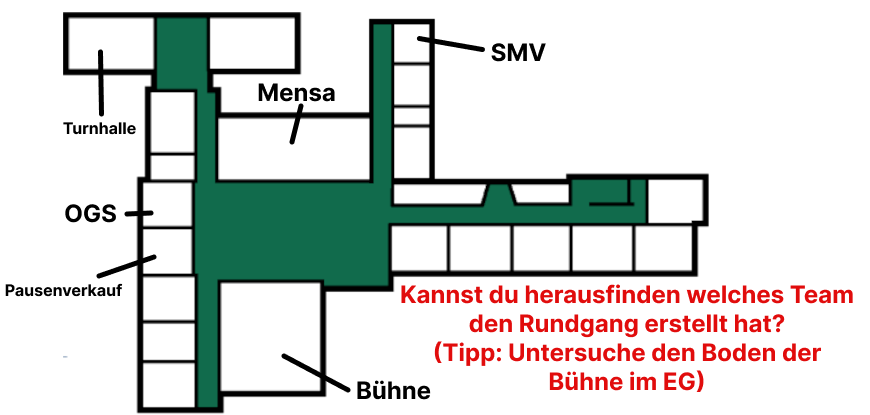 SMV
Mensa
Turnhalle
OGS
Pausenverkauf
Kannst du herausfinden welches Team
den Rundgang erstellt hat?
(Tipp: Untersuche den Boden der
Bühne im EG)
Bühne